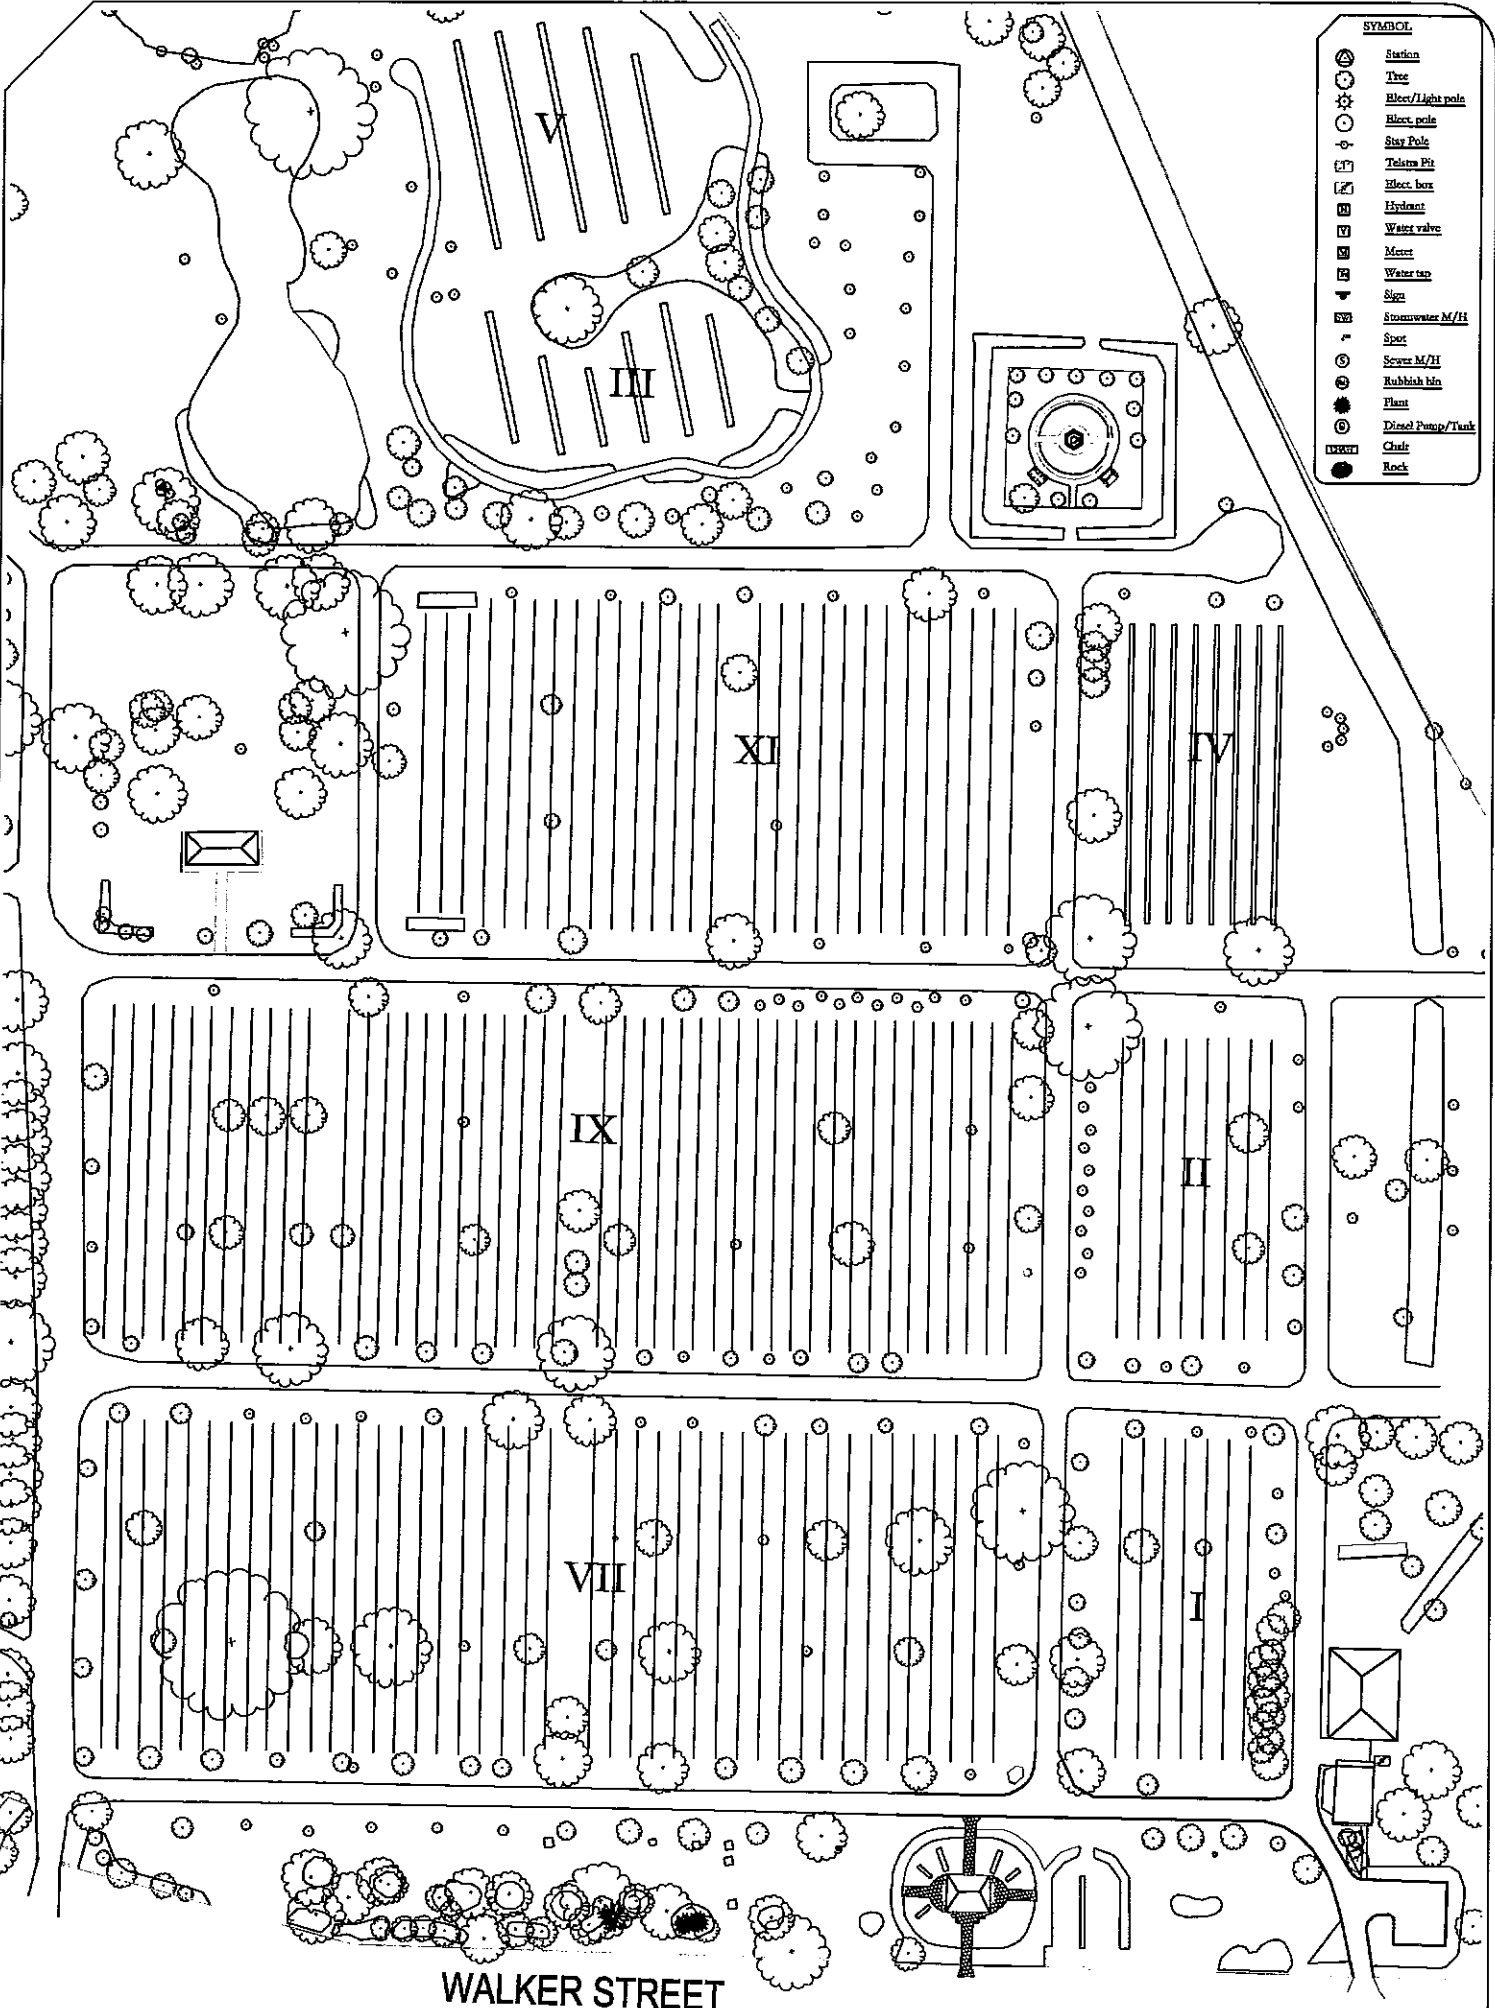 SYMBOL
Station
Tree
Elect/Light pole
Elect. pole
Stay Pole
Telstra Pit
Elect. box
Hydrant
Water valve
Meter
Water tap
Sign
Stormwater M/H
Spot
Sewer M/H
Rubbish bin
Plant
Diesel Pump/Tank
Chair
Rock
V
III
XI
IV
IX
II
VII
I
WALKER STREET